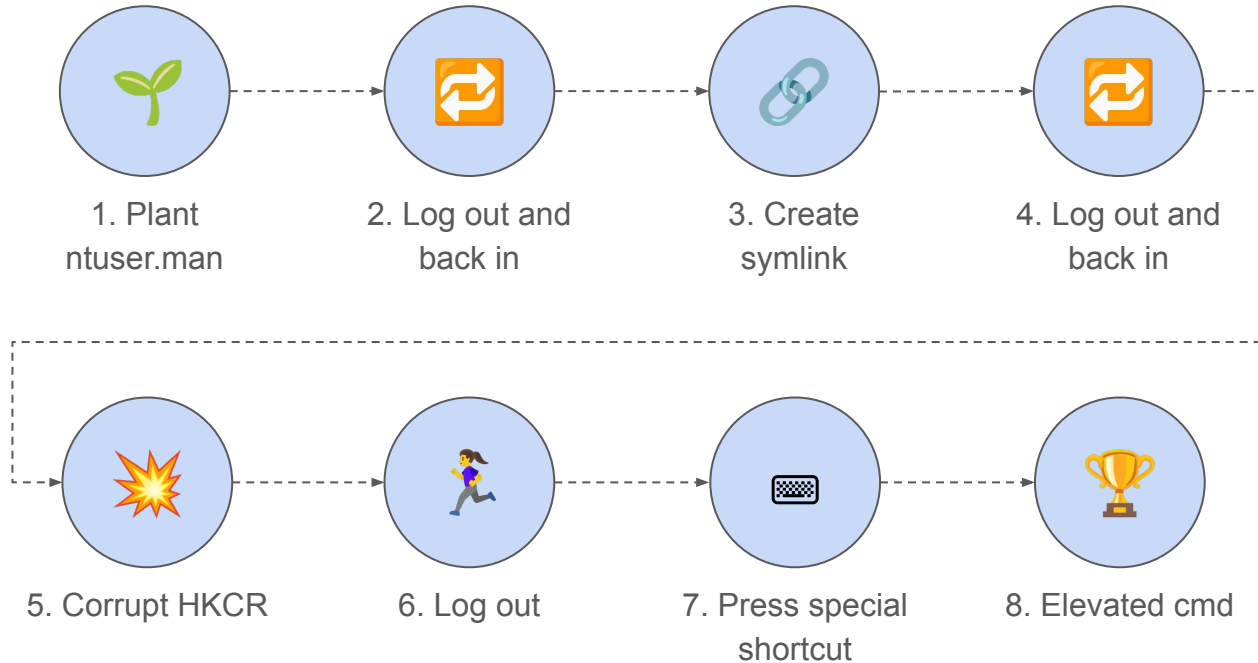 1. Plant
ntuser.man
2. Log out and
back in
3. Create
symlink
4. Log out and
back in
5. Corrupt HKCR
6. Log out
7. Press special
shortcut
8. Elevated cmd